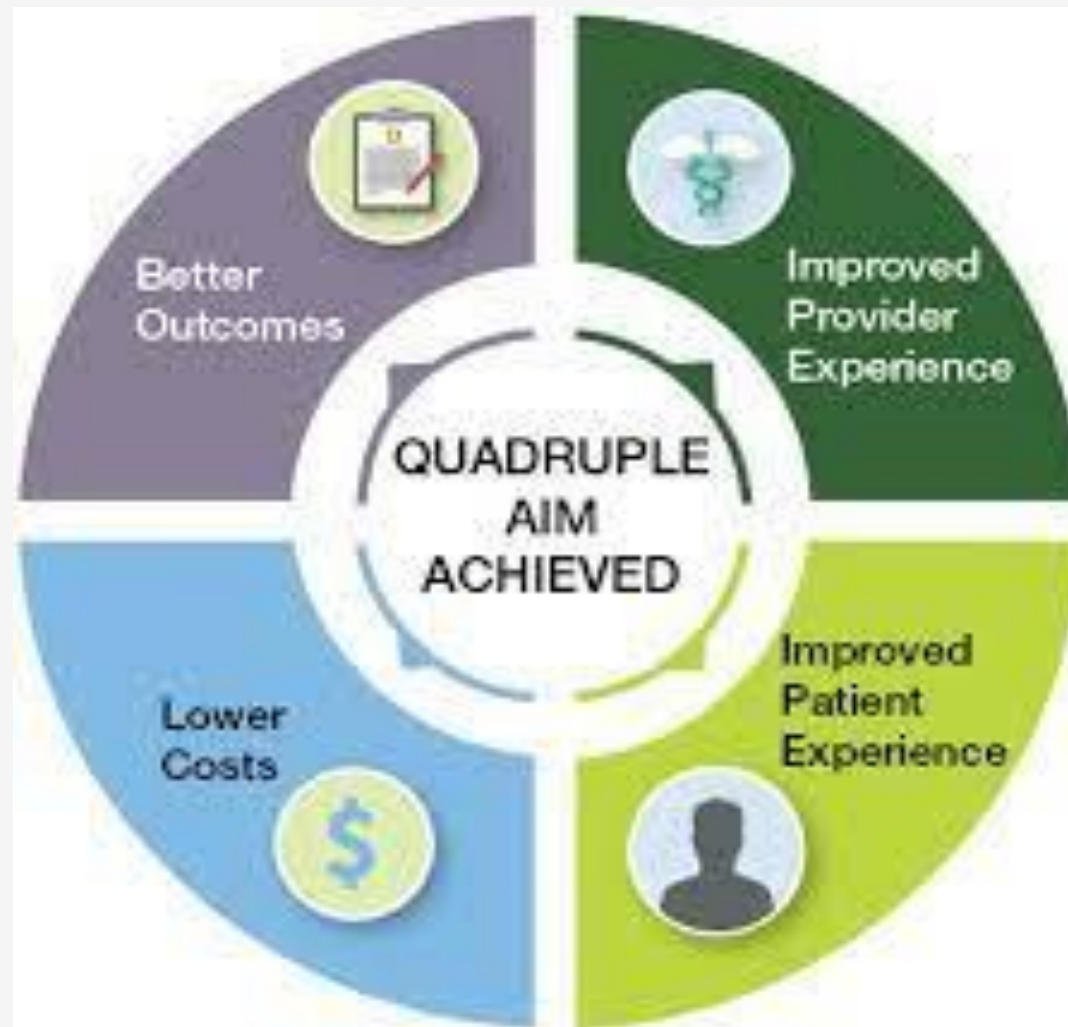 Better
Outcomes
Improved
Provider
Experience
QUADRUPLE
AIM
ACHIEVED
Lower
Costs
$
Improved
Patient
Experience